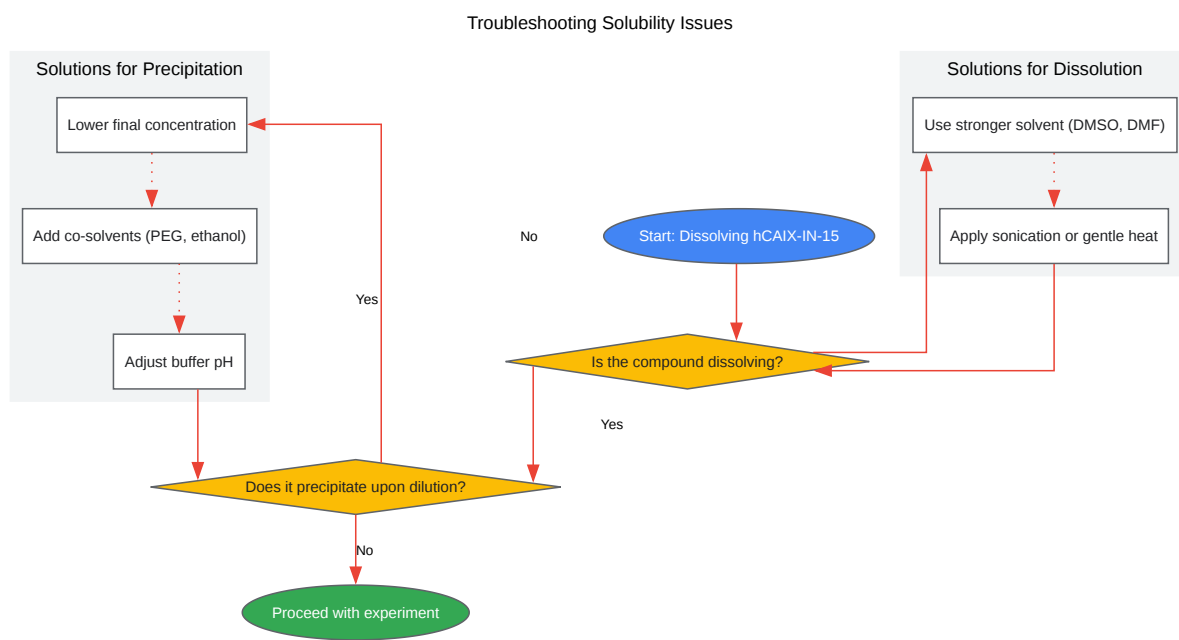 Troubleshooting Solubility Issues
Solutions for Precipitation
Solutions for Dissolution
Lower final concentration
Use stronger solvent (DMSO, DMF)
Add co-solvents (PEG, ethanol)
No
Start: Dissolving hCAIX-IN-15
Apply sonication or gentle heat
Yes
Adjust buffer pH
Is the compound dissolving?
Yes
Does it precipitate upon dilution?
No
Proceed with experiment